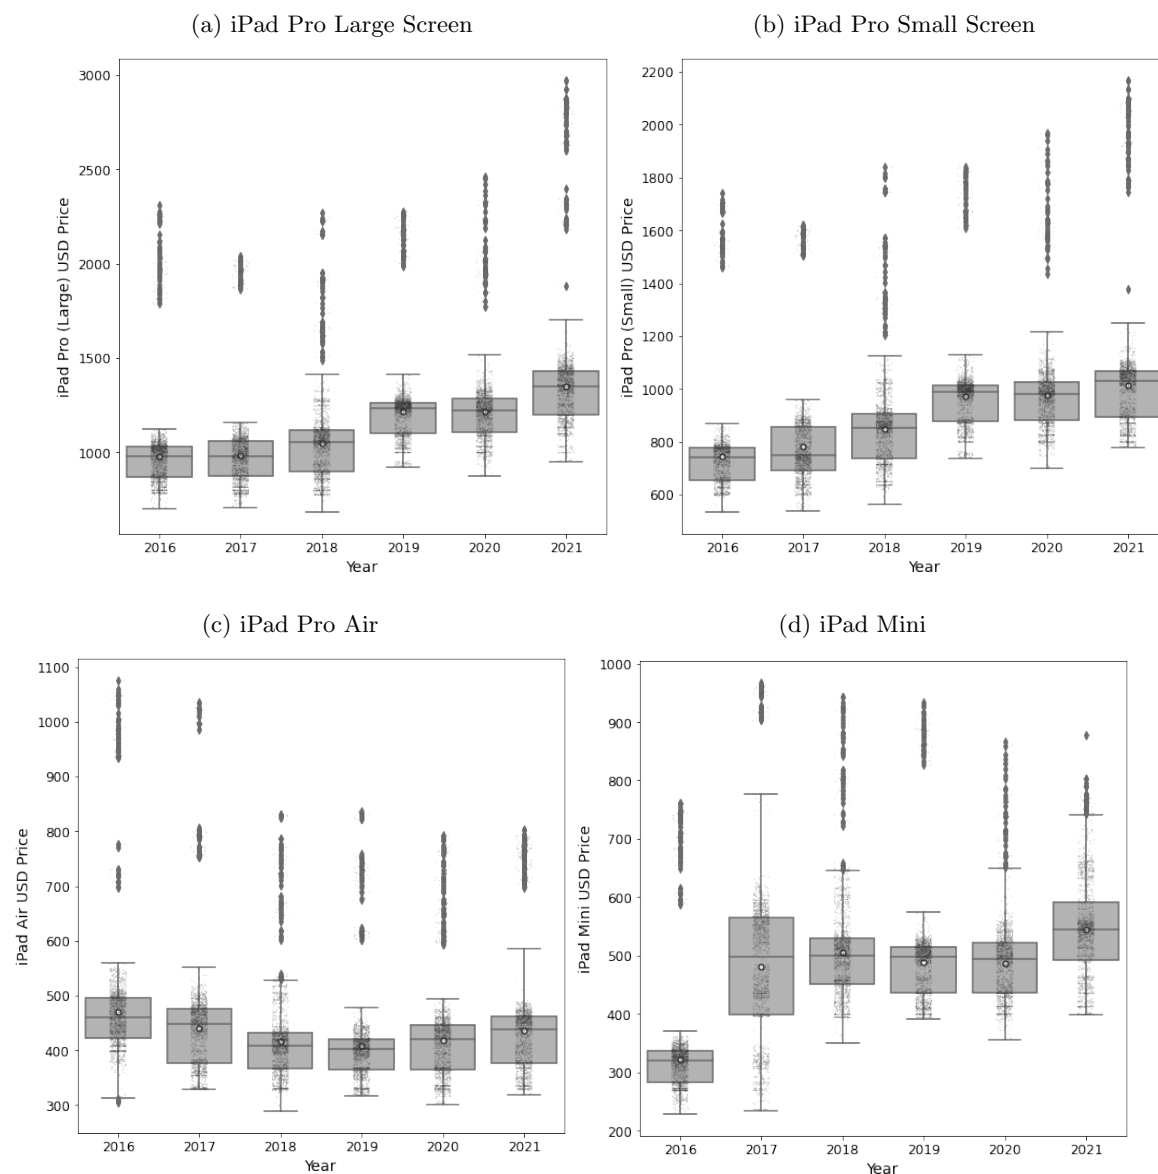 (a) iPad Pro Large Screen
(b) iPad Pro Small Screen
3000
2500
2000
1500
1000
iPad Pro (Large) USD Price
2016 2017 2018 2019 2020 2021
Year
2200
2000
1800
1600
1400
1200
1000
800
600
iPad Pro (Small) USD Price
2016 2017 2018 2019 2020 2021
Year
(c) iPad Pro Air
(d) iPad Mini
1100
1000
900
800
700
600
500
400
300
iPad Air USD Price
2016 2017 2018 2019 2020 2021
Year
1000
900
800
700
600
500
400
300
200
iPad Mini USD Price
2016 2017 2018 2019 2020 2021
Year